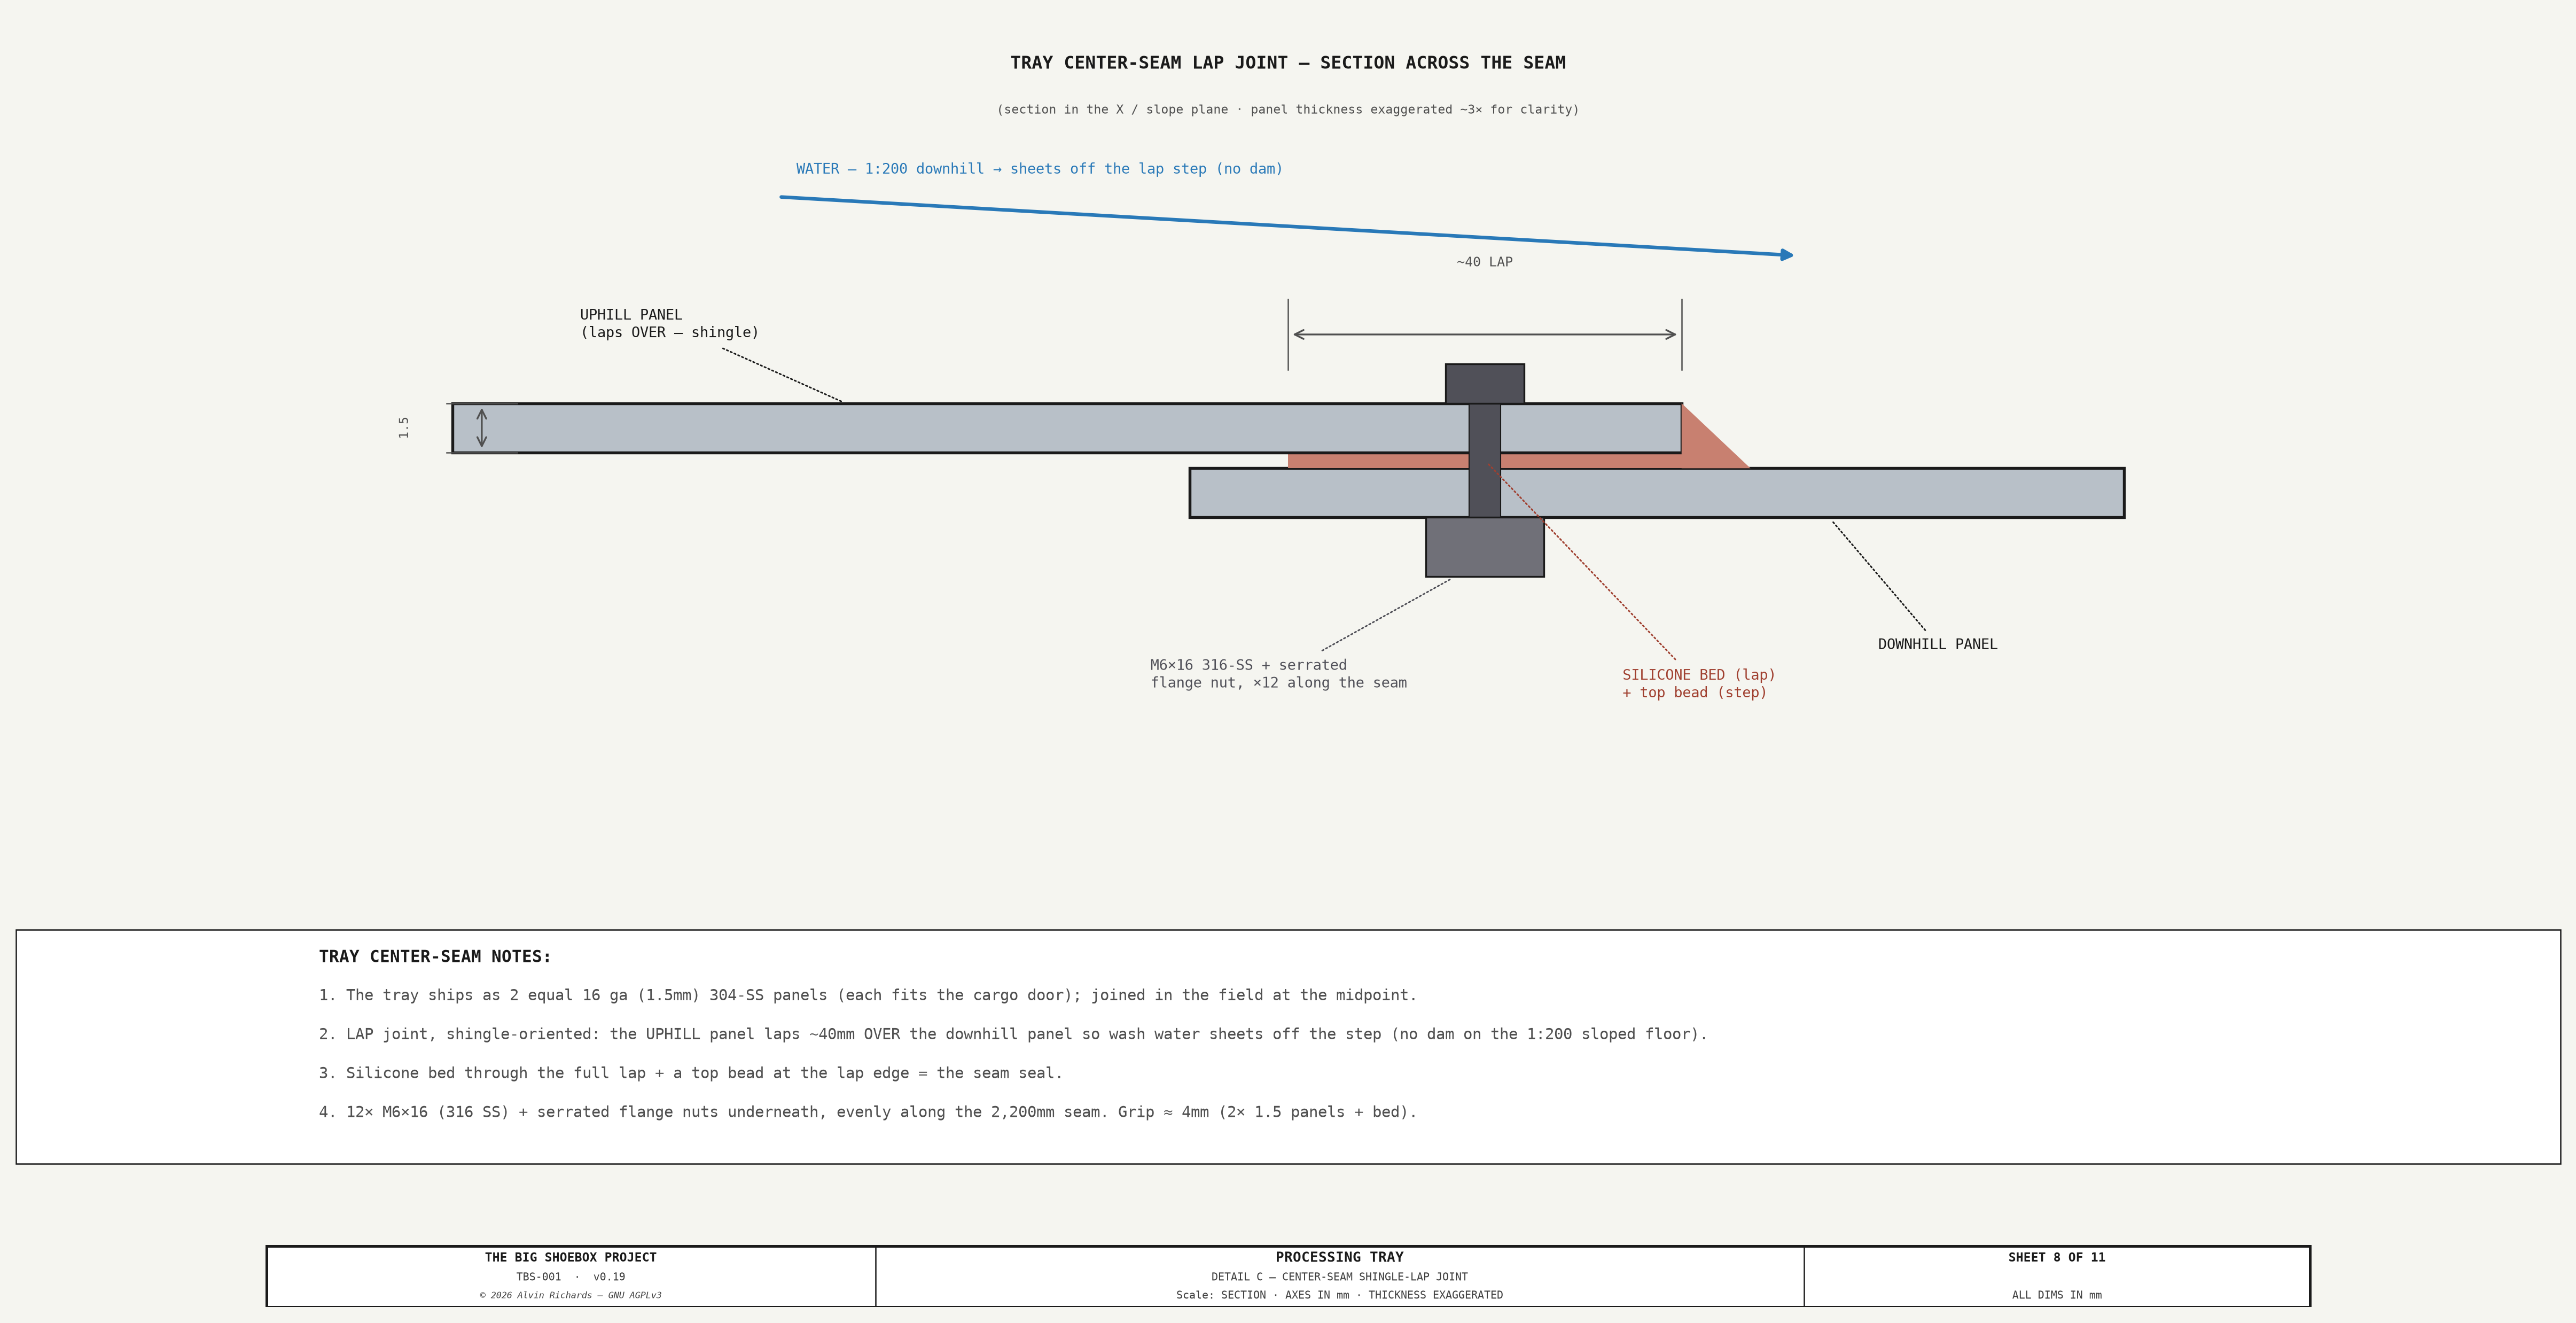 TRAY CENTER-SEAM LAP JOINT — SECTION ACROSS THE SEAM
(section in the X / slope plane · panel thickness exaggerated ~3× for clarity)
WATER — 1:200 downhill → sheets off the lap step (no dam)
~40 LAP
UPHILL PANEL
(laps OVER — shingle)
1.5
DOWNHILL PANEL
M6×16 316-SS + serrated
flange nut, ×12 along the seam
SILICONE BED (lap)
+ top bead (step)
TRAY CENTER-SEAM NOTES:
1. The tray ships as 2 equal 16 ga (1.5mm) 304-SS panels (each fits the cargo door); joined in the field at the midpoint.
2. LAP joint, shingle-oriented: the UPHILL panel laps ~40mm OVER the downhill panel so wash water sheets off the step (no dam on the 1:200 sloped floor).
3. Silicone bed through the full lap + a top bead at the lap edge = the seam seal.
4. 12× M6×16 (316 SS) + serrated flange nuts underneath, evenly along the 2,200mm seam. Grip ≈ 4mm (2× 1.5 panels + bed).
THE BIG SHOEBOX PROJECT
TBS-001 · v0.19
© 2026 Alvin Richards — GNU AGPLv3
PROCESSING TRAY
DETAIL C — CENTER-SEAM SHINGLE-LAP JOINT
Scale: SECTION · AXES IN mm · THICKNESS EXAGGERATED
SHEET 8 OF 11
ALL DIMS IN mm